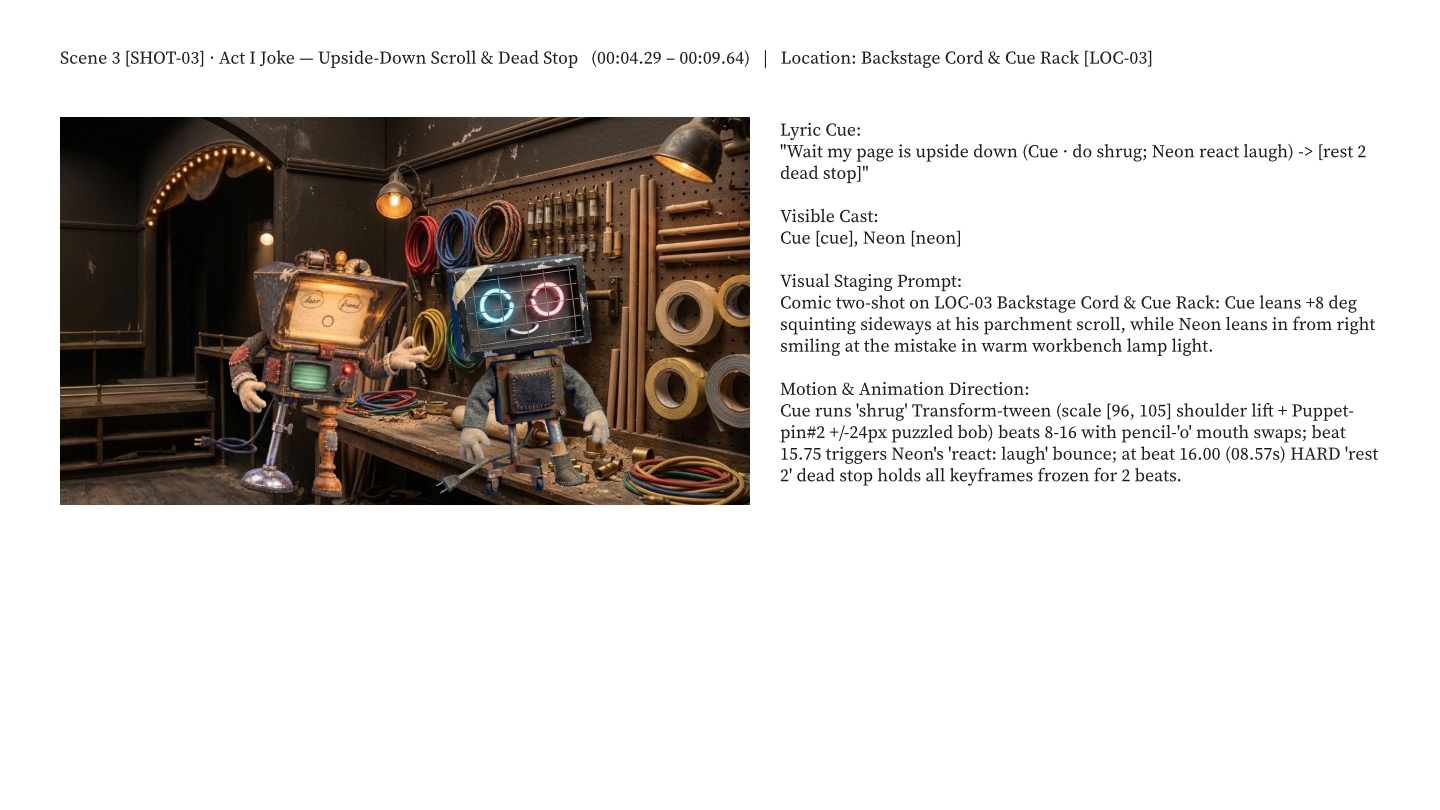 Scene 3 [SHOT-03] · Act I Joke — Upside-Down Scroll & Dead Stop (00:04.29 – 00:09.64) | Location: Backstage Cord & Cue Rack [LOC-03]
dear
friend
Lyric Cue:
"Wait my page is upside down (Cue · do shrug; Neon react laugh) -> [rest 2
dead stop]"
Visible Cast:
Cue [cue], Neon [neon]
Visual Staging Prompt:
Comic two-shot on LOC-03 Backstage Cord & Cue Rack: Cue leans +8 deg
squinting sideways at his parchment scroll, while Neon leans in from right
smiling at the mistake in warm workbench lamp light.
Motion & Animation Direction:
Cue runs 'shrug' Transform-tween (scale [96, 105] shoulder lift + Puppet-
pin#2 +/-24px puzzled bob) beats 8-16 with pencil-'o' mouth swaps; beat
15.75 triggers Neon's 'react: laugh' bounce; at beat 16.00 (08.57s) HARD 'rest
2' dead stop holds all keyframes frozen for 2 beats.